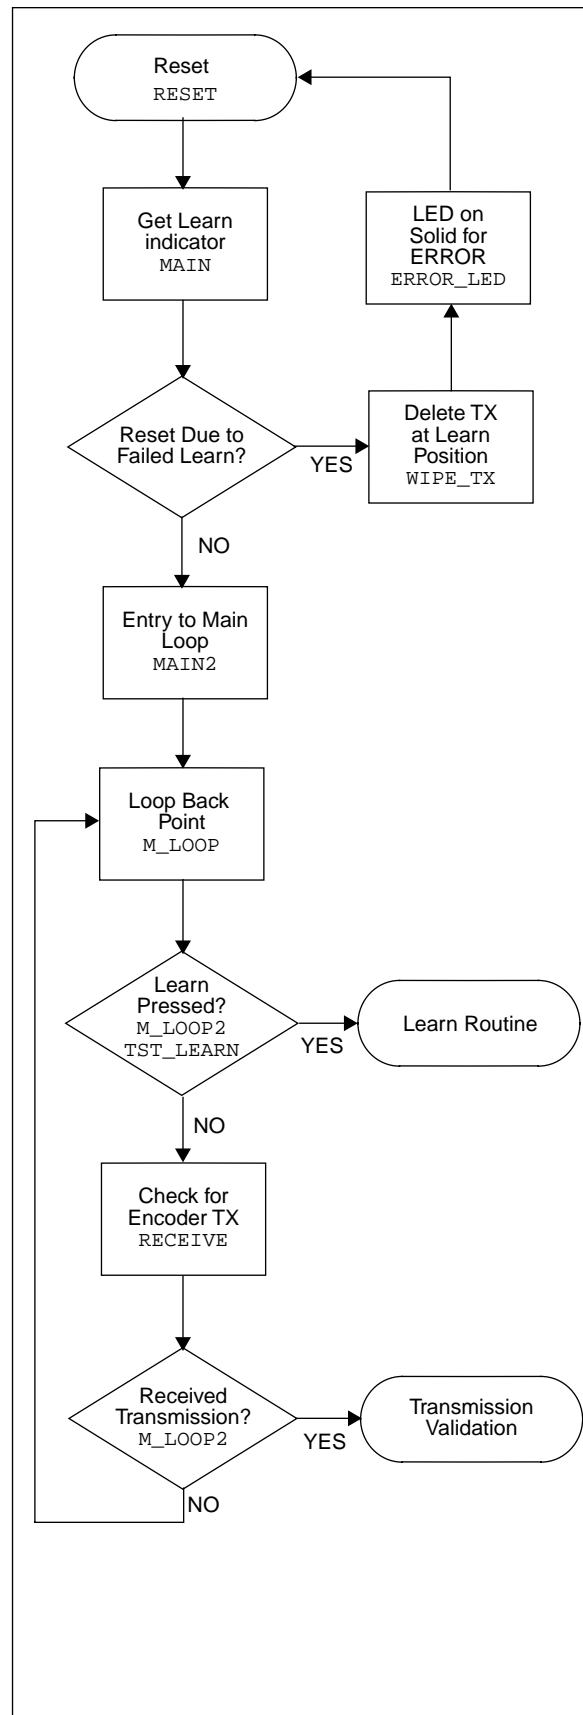 Reset
RESET
Get Learn
indicator
MAIN
LED on
Solid for
ERROR
ERROR_LED
Reset Due to
Failed Learn?
YES
Delete TX
at Learn
Position
WIPE_TX
NO
Entry to Main
Loop
MAIN2
Loop Back
Point
M_LOOP
Learn
Pressed?
M_LOOP2
TST_LEARN
YES
Learn Routine
NO
Check for
Encoder TX
RECEIVE
Received
Transmission?
M_LOOP2
YES
Transmission
Validation
NO